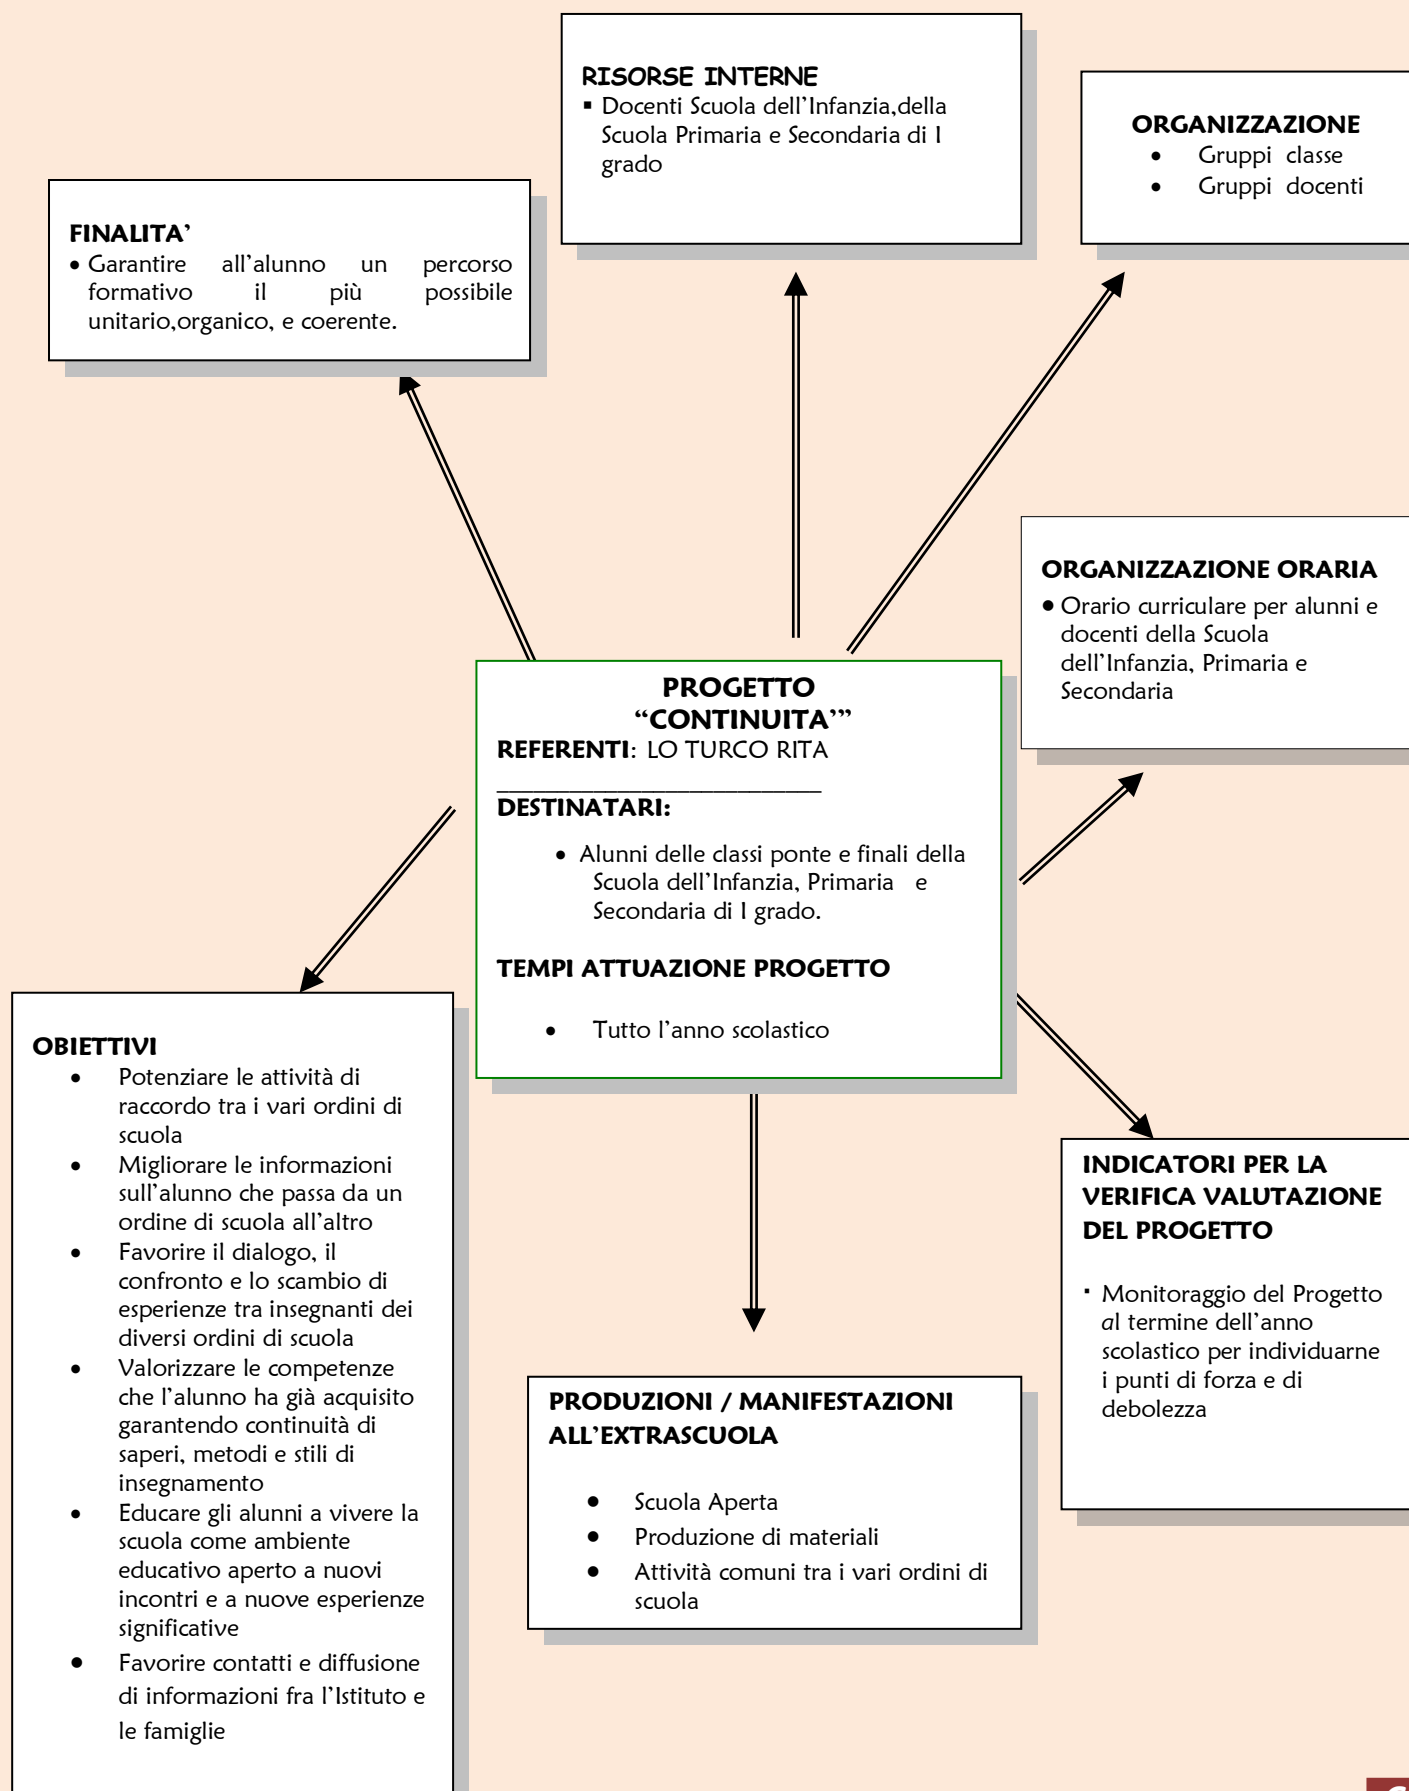 RISORSE INTERNE
▪ Docenti Scuola dell'Infanzia,della
Scuola Primaria e Secondaria di I
grado
ORGANIZZAZIONE
• Gruppi classe
• Gruppi docenti
FINALITA'
• Garantire all'alunno un percorso
formativo il più possibile
unitario,organico, e coerente.
ORGANIZZAZIONE ORARIA
• Orario curriculare per alunni e
docenti della Scuola
dell'Infanzia, Primaria e
Secondaria
PROGETTO
“CONTINUITA'”
REFERENTI: LO TURCO RITA
___________________________
DESTINATARI:
• Alunni delle classi ponte e finali della
Scuola dell'Infanzia, Primaria e
Secondaria di I grado.
TEMPI ATTUAZIONE PROGETTO
• Tutto l'anno scolastico
OBIETTIVI
• Potenziare le attività di
raccordo tra i vari ordini di
scuola
• Migliorare le informazioni
sull'alunno che passa da un
ordine di scuola all'altro
• Favorire il dialogo, il
confronto e lo scambio di
esperienze tra insegnanti dei
diversi ordini di scuola
• Valorizzare le competenze
che l'alunno ha già acquisito
garantendo continuità di
saperi, metodi e stili di
insegnamento
• Educare gli alunni a vivere la
scuola come ambiente
educativo aperto a nuovi
incontri e a nuove esperienze
significative
• Favorire contatti e diffusione
di informazioni fra l'Istituto e
le famiglie
INDICATORI PER LA
VERIFICA VALUTAZIONE
DEL PROGETTO
▪ Monitoraggio del Progetto
al termine dell'anno
scolastico per individuarne
i punti di forza e di
debolezza
PRODUZIONI / MANIFESTAZIONI
ALL'EXTRASCUOLA
• Scuola Aperta
• Produzione di materiali
• Attività comuni tra i vari ordini di
scuola